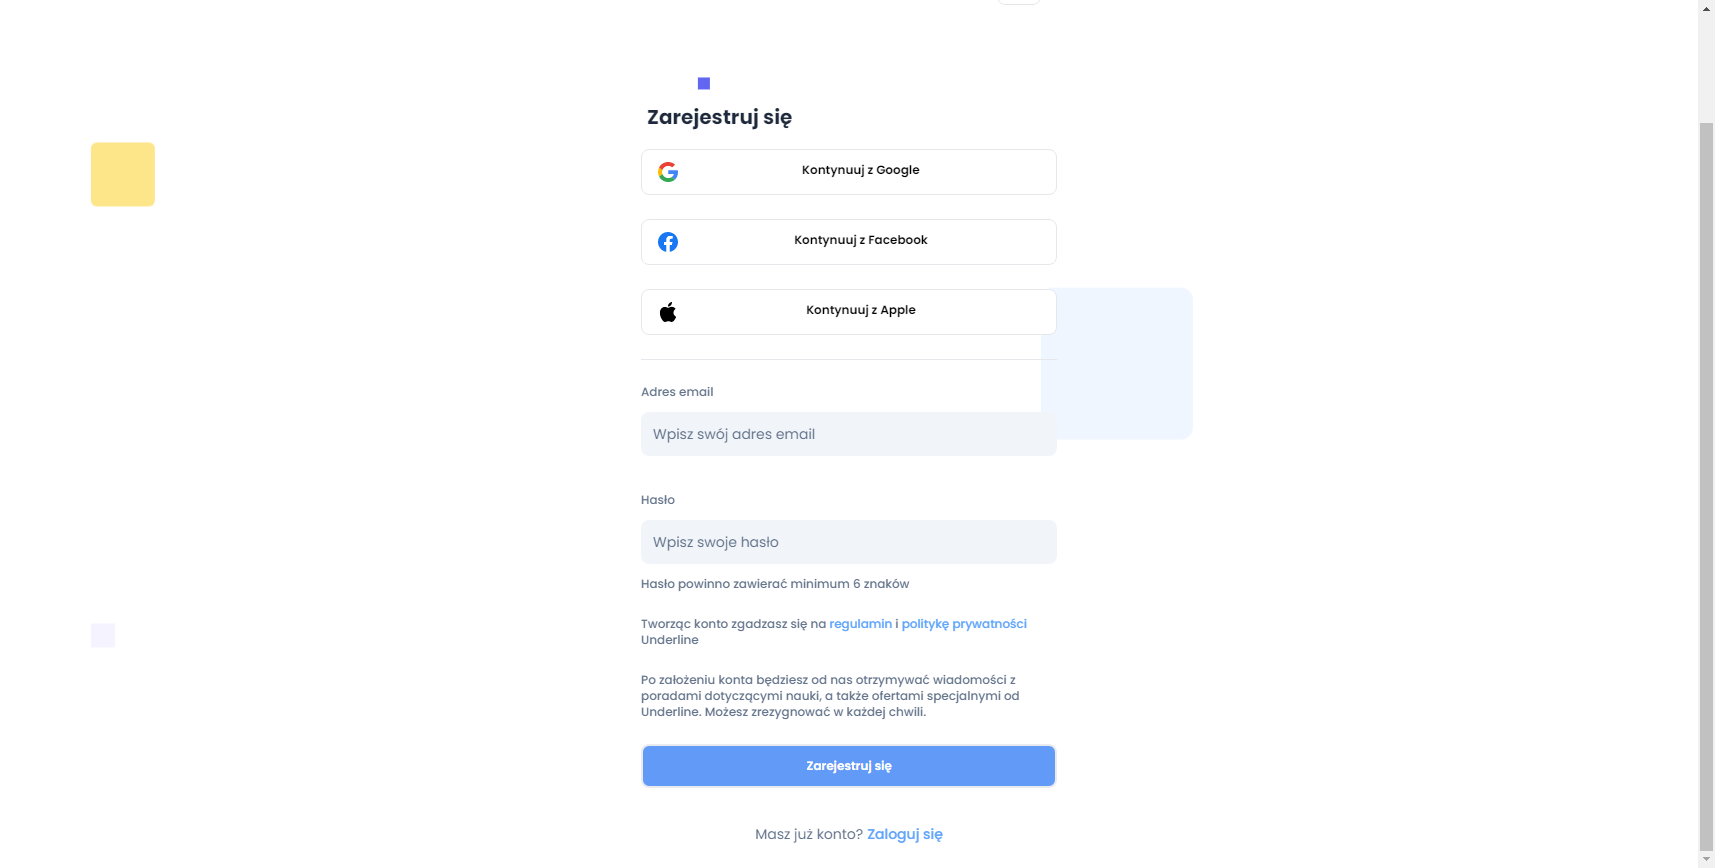 Zarejestruj się
Kontynuuj z Google
Kontynuuj z Facebook
Kontynuuj z Apple
Adres email
Wpisz swój adres email
Hasło
Wpisz swoje hasło
Hasło powinno zawierać minimum 6 znaków
Tworząc konto zgadzasz się na regulamin i politykę prywatności
Underline
Po założeniu konta będziesz od nas otrzymywać wiadomości z
poradami dotyczącymi nauki, a także ofertami specjalnymi od
Underline. Możesz zrezygnować w każdej chwili.
Zarejestruj się
Masz już konto? Zaloguj się